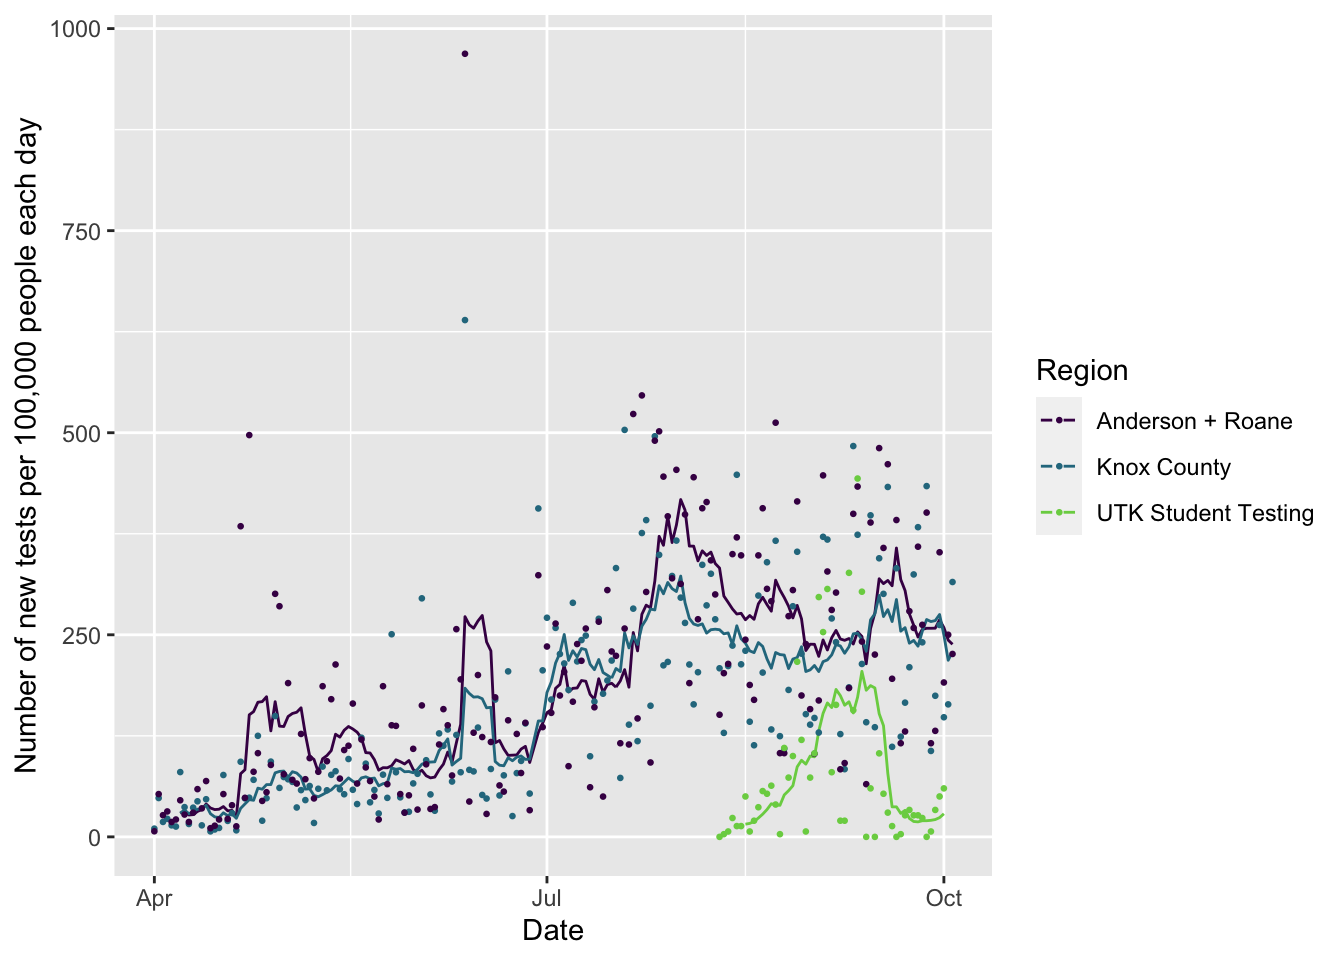 Number of new tests per 100,000 people each day
1000
750
500
250
0
Apr
Jul
Oct
Date
Region
Anderson + Roane
Knox County
UTK Student Testing